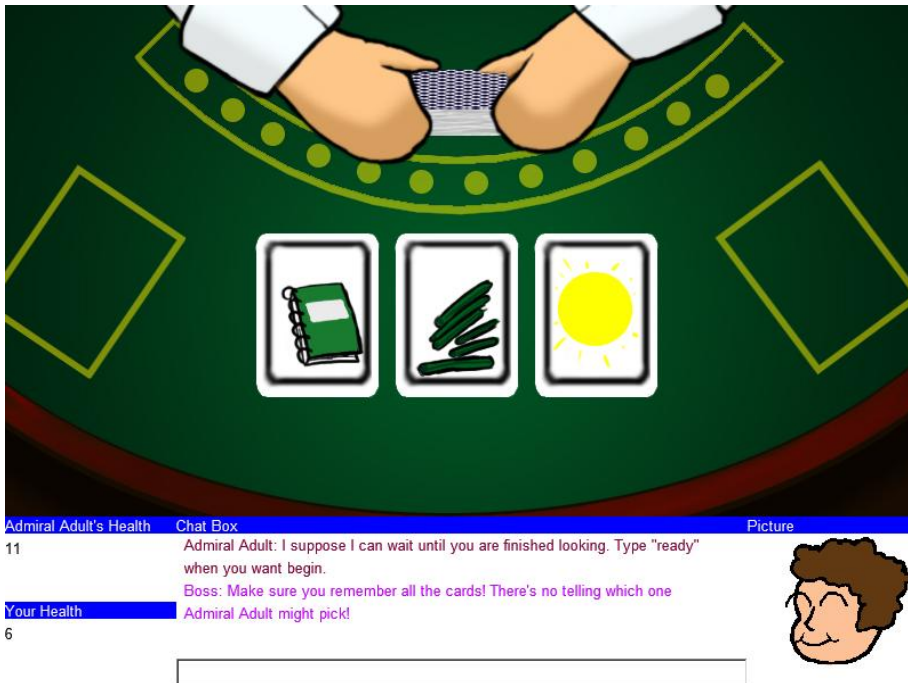 Admiral Adult's Health
Chat Box
Picture
11
Admiral Adult: I suppose I can wait until you are finished looking. Type "ready"
when you want begin.
Boss: Make sure you remember all the cards! There's no telling which one
Admiral Adult might pick!
Your Health
6